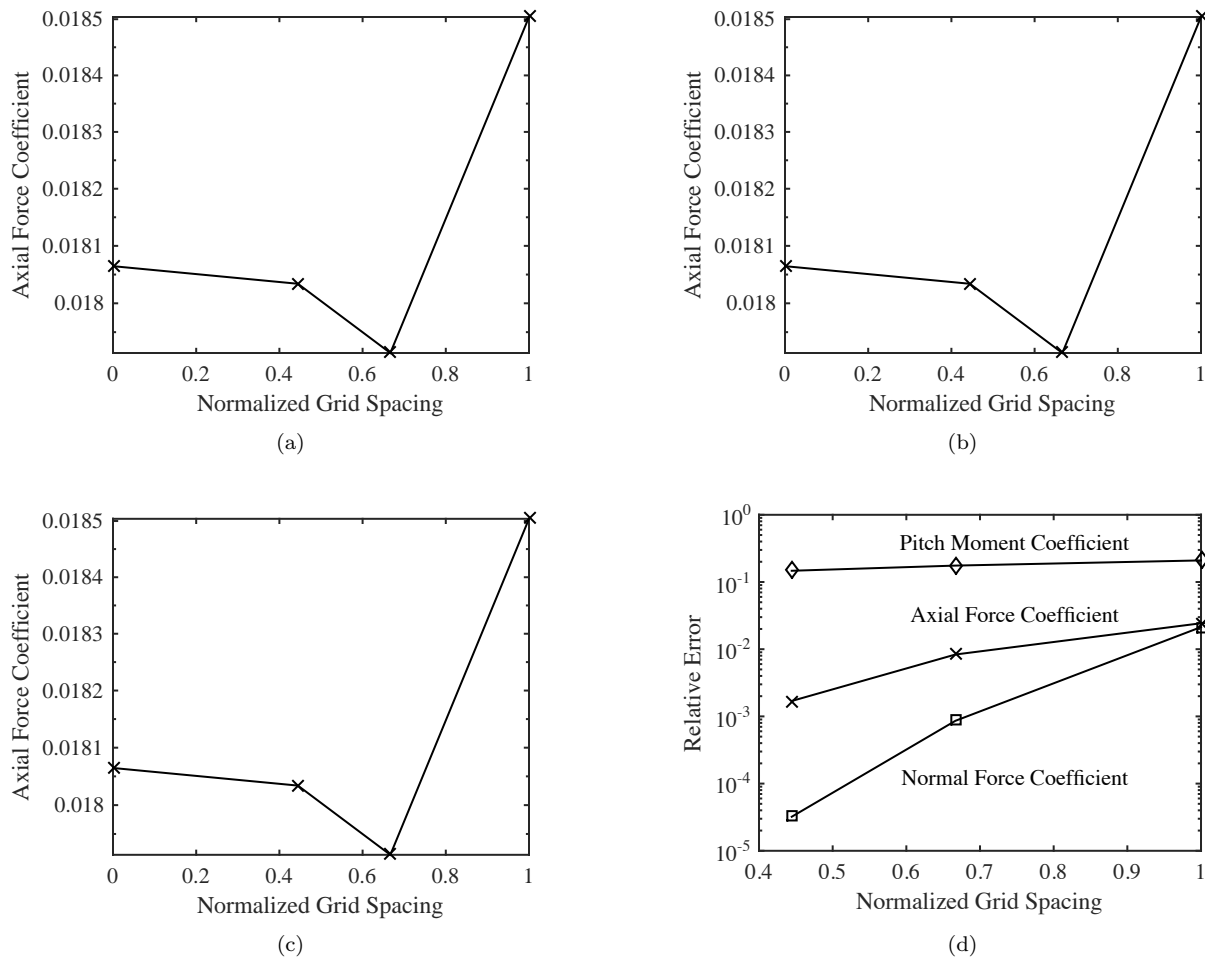 0.0185
0.0184
0.0183
0.0182
0.0181
0.018
Axial Force Coefficient
0 0.2 0.4 0.6 0.8 1
Normalized Grid Spacing
(a)
0.0185
0.0184
0.0183
0.0182
0.0181
0.018
Axial Force Coefficient
0 0.2 0.4 0.6 0.8 1
Normalized Grid Spacing
(b)
0.0185
0.0184
0.0183
0.0182
0.0181
0.018
Axial Force Coefficient
0 0.2 0.4 0.6 0.8 1
Normalized Grid Spacing
(c)
10^0
10^-1
10^-2
10^-3
10^-4
10^-5
Relative Error
Pitch Moment Coefficient
Axial Force Coefficient
Normal Force Coefficient
0.4 0.5 0.6 0.7 0.8 0.9 1
Normalized Grid Spacing
(d)